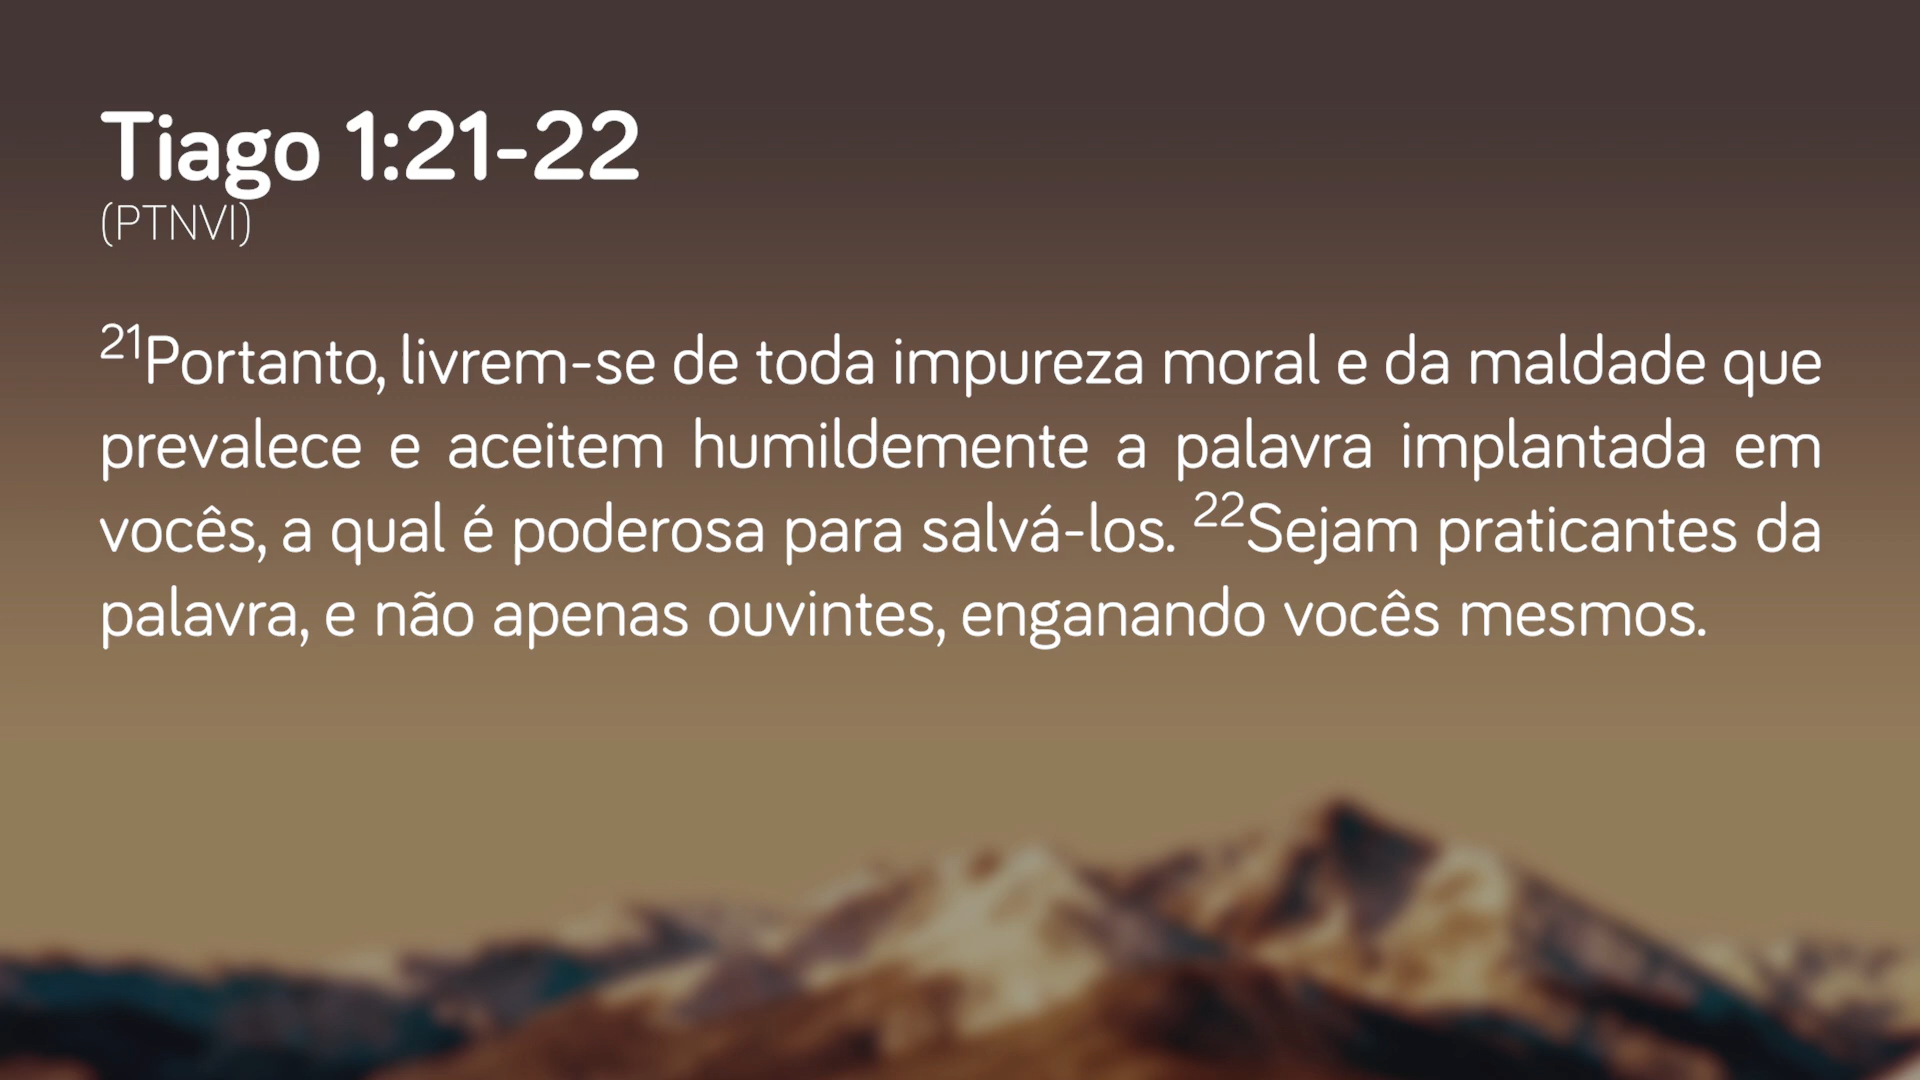 Tiago 1:21-22
(PTNVI)
²¹Portanto, livrem-se de toda impureza moral e da maldade que
prevalece e aceitem humildemente a palavra implantada em
vocês, a qual é poderosa para salvá-los. ²²Sejam praticantes da
palavra, e não apenas ouvintes, enganando vocês mesmos.